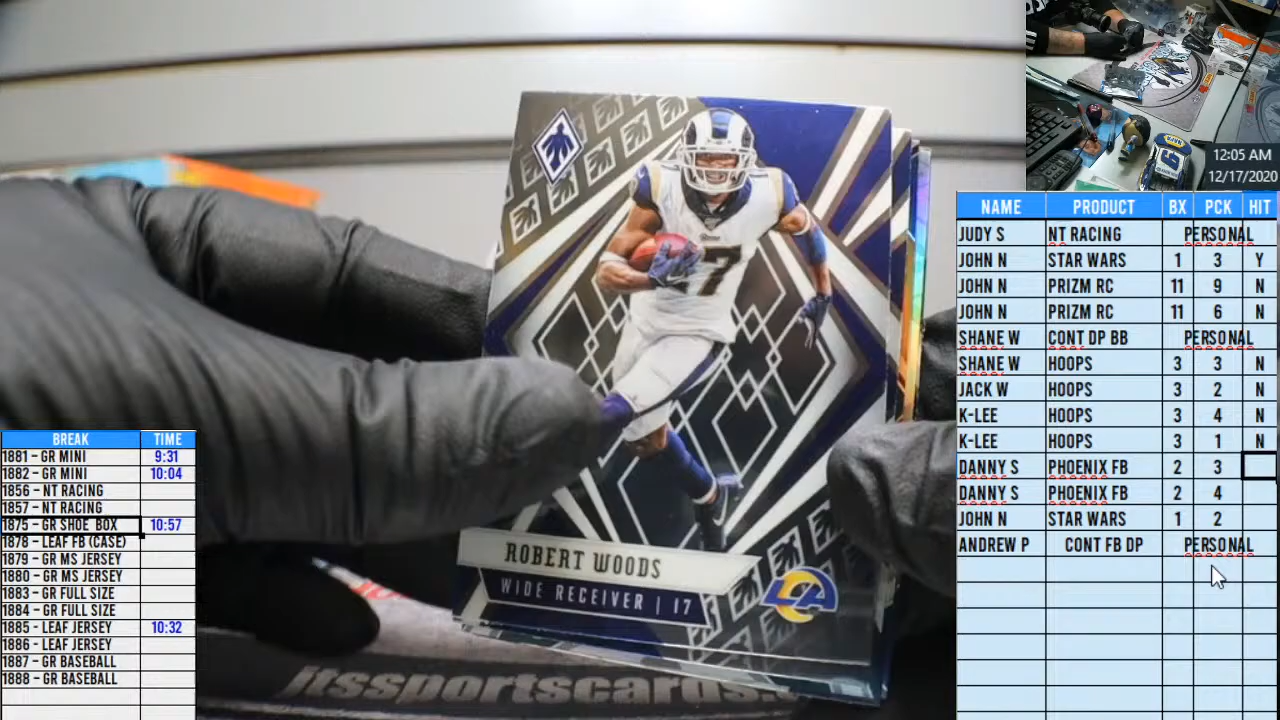 12:05 AM
12/17/2020
NAME PRODUCT BX PCK HIT
JUDY S NT RACING PERSONAL
JOHN N STAR WARS 1 3 Y
JOHN N PRIZM RC 11 9 N
JOHN N PRIZM RC 11 6 N
SHANE W CONT DP BB PERSONAL
SHANE W HOOPS 3 3 N
JACK W HOOPS 3 2 N
K-LEE HOOPS 3 4 N
K-LEE HOOPS 3 1 N
DANNY S PHOENIX FB 2 3
DANNY S PHOENIX FB 2 4
JOHN N STAR WARS 1 2
ANDREW P CONT FB DP PERSONAL
17
ROBERT WOODS
WIDE RECEIVER | 17
LA
jtssportscards.
BREAK TIME
1881 - GR MINI 9:31
1882 - GR MINI 10:04
1856 - NT RACING
1857 - NT RACING
1875 - GR SHOE BOX 10:57
1878 - LEAF FB (CASE)
1879 - GR MS JERSEY
1880 - GR MS JERSEY
1883 - GR FULL SIZE
1884 - GR FULL SIZE
1885 - LEAF JERSEY 10:32
1886 - LEAF JERSEY
1887 - GR BASEBALL
1888 - GR BASEBALL